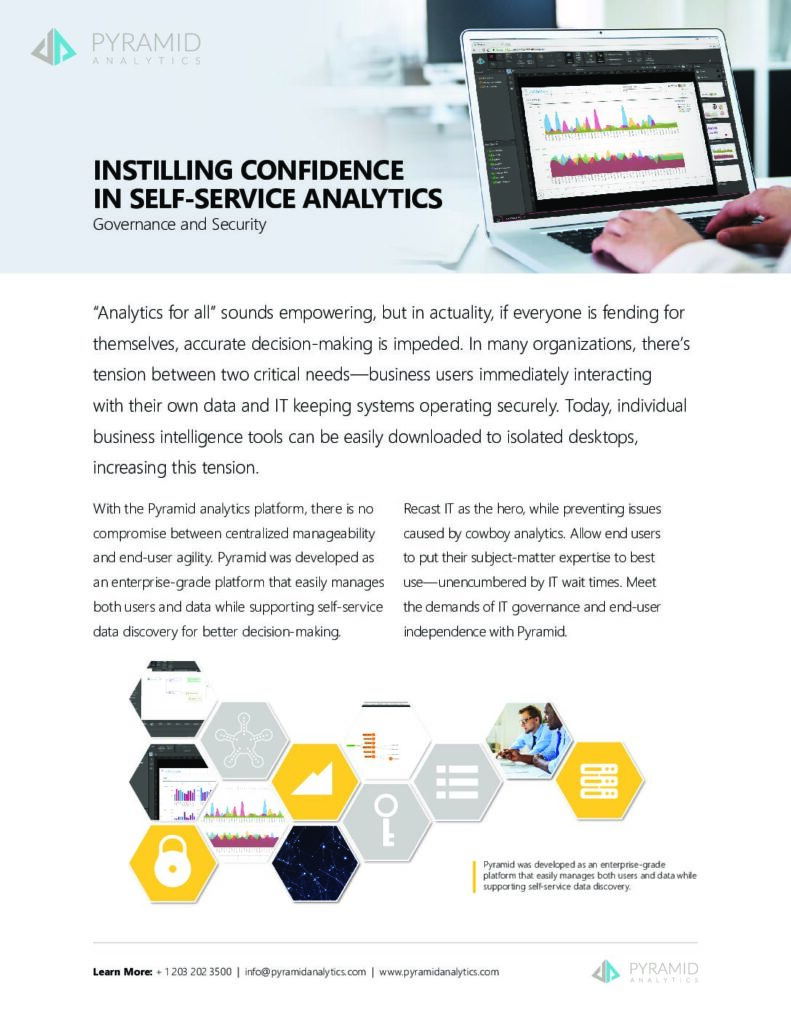 PYRAMID
ANALYTICS
INSTILLING CONFIDENCE
IN SELF-SERVICE ANALYTICS
Governance and Security
“Analytics for all” sounds empowering, but in actuality, if everyone is fending for
themselves, accurate decision-making is impeded. In many organizations, there’s
tension between two critical needs—business users immediately interacting
with their own data and IT keeping systems operating securely. Today, individual
business intelligence tools can be easily downloaded to isolated desktops,
increasing this tension.
With the Pyramid analytics platform, there is no
compromise between centralized manageability
and end-user agility. Pyramid was developed as
an enterprise-grade platform that easily manages
both users and data while supporting self-service
data discovery for better decision-making.
Recast IT as the hero, while preventing issues
caused by cowboy analytics. Allow end users
to put their subject-matter expertise to best
use—unencumbered by IT wait times. Meet
the demands of IT governance and end-user
independence with Pyramid.
Pyramid was developed as an enterprise-grade
platform that easily manages both users and data while
supporting self-service data discovery.
Learn More: + 1 203 202 3500 | info@pyramidanalytics.com | www.pyramidanalytics.com
PYRAMID
ANALYTICS